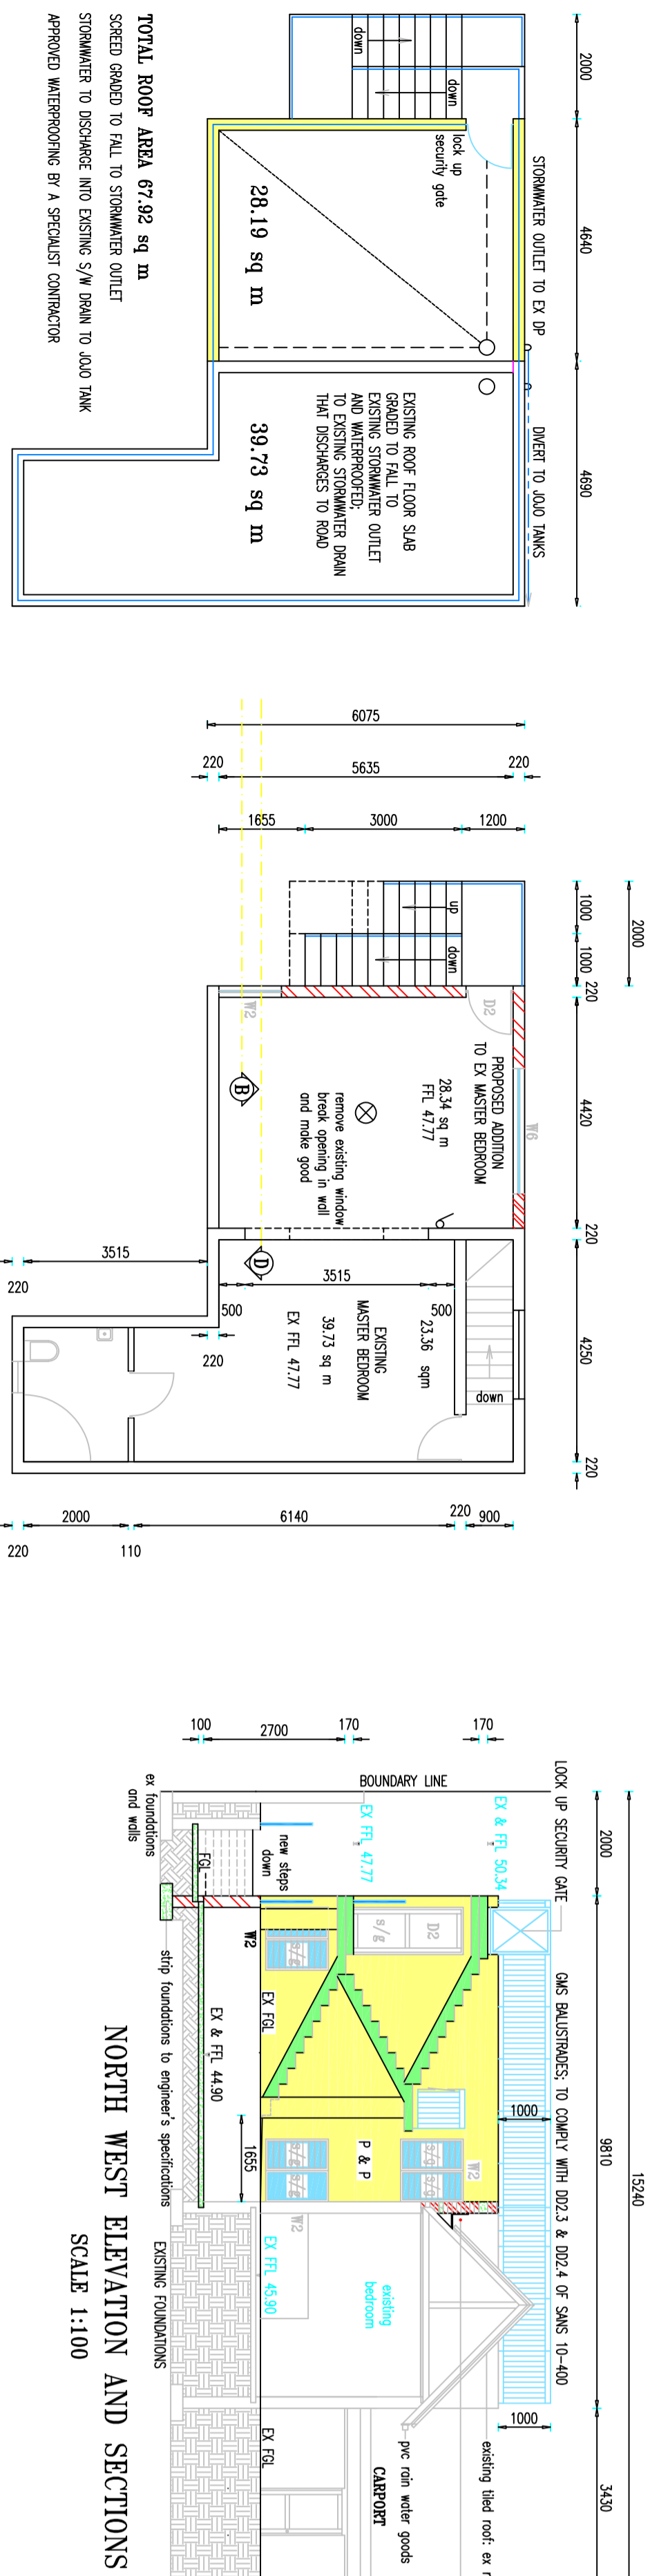 2000
4640
4690
STORMWATER OUTLET TO EX DP
DIVERT TO JOJO TANKS
down
down
lock up
security gate
28.19 sq m
EXISTING ROOF FLOOR SLAB
GRADED TO FALL TO
EXISTING STORMWATER OUTLET
AND WATERPROOFED;
TO EXISTING STORMWATER DRAIN
THAT DISCHARGES TO ROAD
39.73 sq m
TOTAL ROOF AREA 67.92 sq m
SCREED GRADED TO FALL TO STORMWATER OUTLET
STORMWATER TO DISCHARGE INTO EXISTING S/W DRAIN TO JOJO TANK
APPROVED WATERPROOFING BY A SPECIALIST CONTRACTOR
6075
220
5635
220
1655
3000
1200
2000
1000
1000
220
4420
220
4250
220
up
down
D2
W2
W6
PROPOSED ADDITION
TO EX MASTER BEDROOM
28.34 sq m
FFL 47.77
remove existing window
break opening in wall
and make good
B
D
3515
220
3515
500
500
220
23.36 sqm
EXISTING
MASTER BEDROOM
39.73 sq m
EX FFL 47.77
down
220
2000
110
6140
220
900
100
2700
170
170
BOUNDARY LINE
LOCK UP SECURITY GATE
2000
9810
15240
3430
GMS BALUSTRADES; TO COMPLY WITH DD2.3 & DD2.4 OF SANS 10-400
EX & FFL 50.34
EX FFL 47.77
1000
1000
ex foundations
and walls
FGL
new steps
down
W2
s/g
s/g
D2
s/g
EX FGL
EX & FFL 44.90
strip foundations to engineer's specifications
1655
P & P
W2
s/g
s/g
s/g
s/g
W2
EX FFL 45.90
existing
bedroom
EXISTING FOUNDATIONS
EX FGL
CARPORT
pvc rain water goods
existing tiled roof: ex
NORTH WEST ELEVATION AND SECTIONS
SCALE 1:100